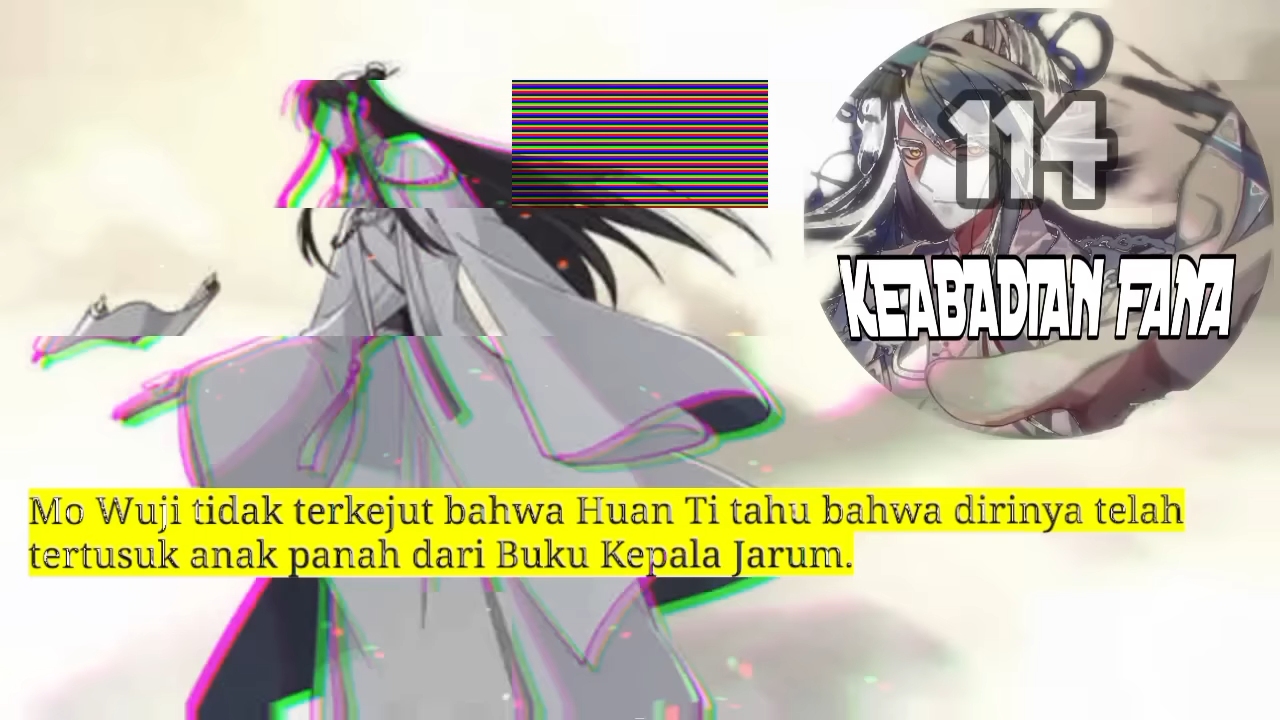 114
KEABADIAN FANA
Mo Wuji tidak terkejut bahwa Huan Ti tahu bahwa dirinya telah
tertusuk anak panah dari Buku Kepala Jarum.